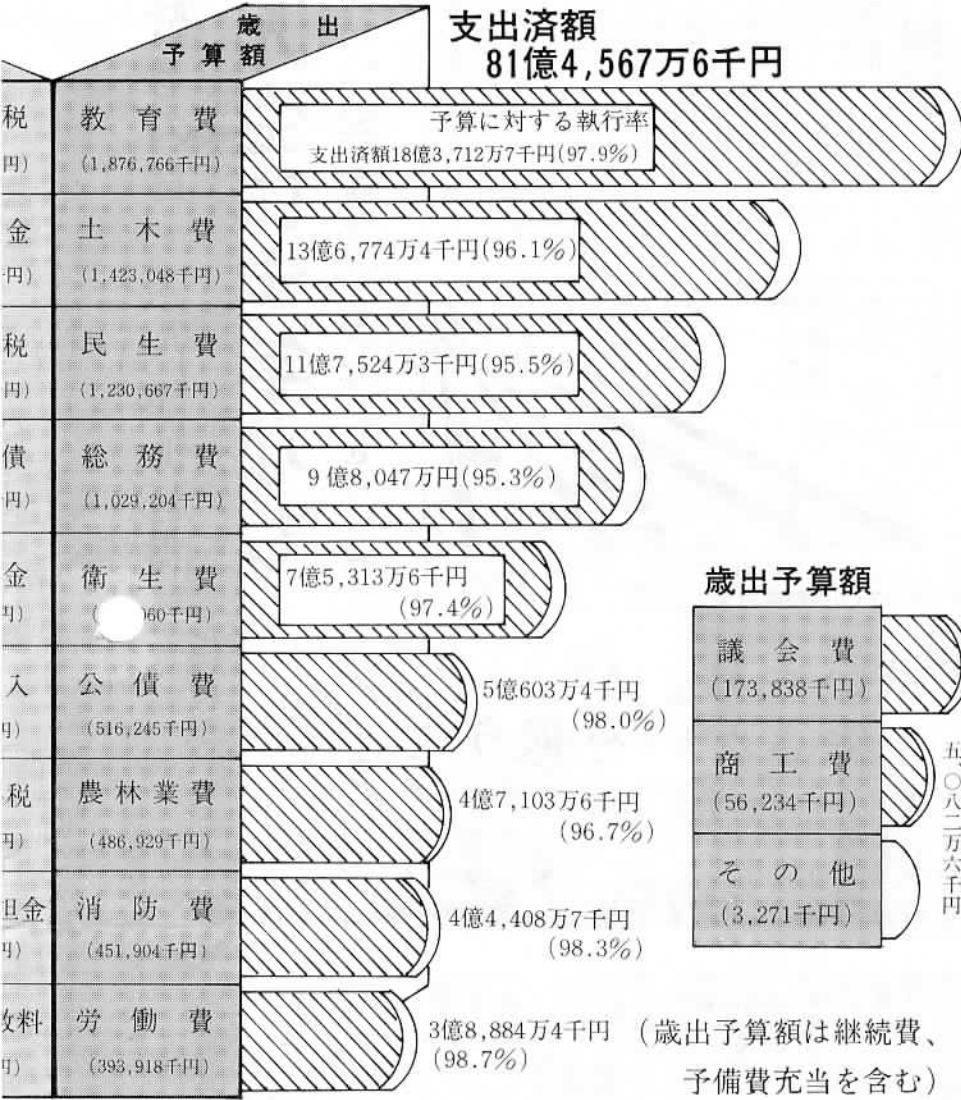 歳出
予算額
支出済額
81億4,567万6千円
税
円)
教育費
(1,876,766千円)
予算に対する執行率
支出済額18億3,712万7千円(97.9%)
金
千円)
土木費
(1,423,048千円)
13億6,774万4千円(96.1%)
税
円)
民生費
(1,230,667千円)
11億7,524万3千円(95.5%)
債
円)
総務費
(1,029,204千円)
9億8,047万円(95.3%)
金
円)
衛生費
(060千円)
7億5,313万6千円
(97.4%)
入
円)
公債費
(516,245千円)
5億603万4千円
(98.0%)
税
円)
農林業費
(486,929千円)
4億7,103万6千円
(96.7%)
担金
円)
消防費
(451,904千円)
4億4,408万7千円
(98.3%)
数料
円)
労働費
(393,918千円)
3億8,884万4千円
(98.7%)
歳出予算額
議会費
(173,838千円)
商工費
(56,234千円)
その他
(3,271千円)
五、〇八二万六千円
(歳出予算額は継続費、
予備費充当を含む)